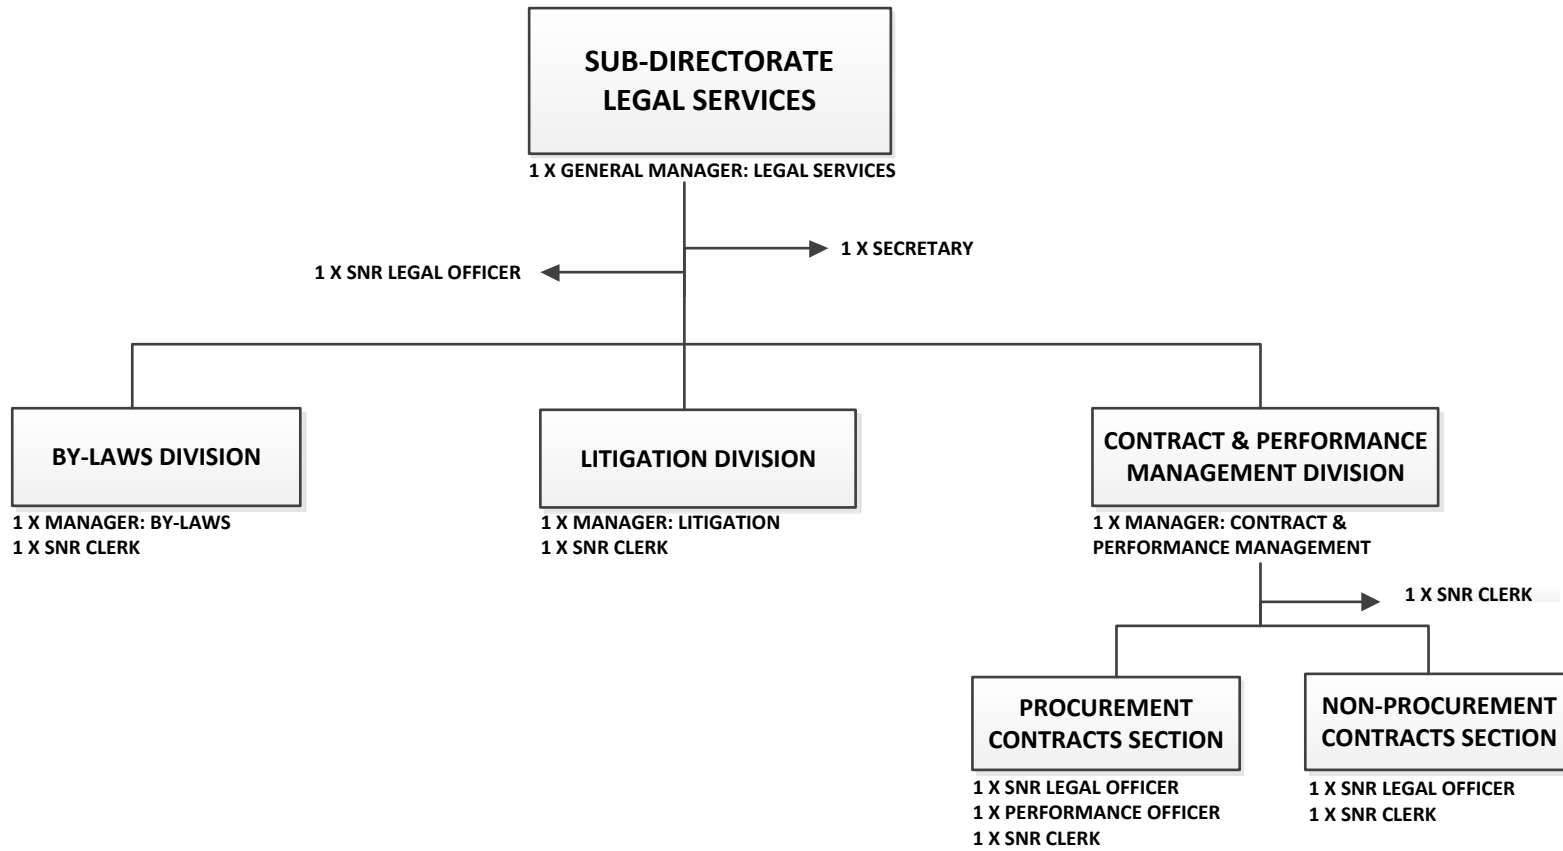 SUB-DIRECTORATE
LEGAL SERVICES
1 X GENERAL MANAGER: LEGAL SERVICES
1 X SECRETARY
1 X SNR LEGAL OFFICER
BY-LAWS DIVISION
1 X MANAGER: BY-LAWS
1 X SNR CLERK
LITIGATION DIVISION
1 X MANAGER: LITIGATION
1 X SNR CLERK
CONTRACT & PERFORMANCE
MANAGEMENT DIVISION
1 X MANAGER: CONTRACT &
PERFORMANCE MANAGEMENT
1 X SNR CLERK
PROCUREMENT
CONTRACTS SECTION
1 X SNR LEGAL OFFICER
1 X PERFORMANCE OFFICER
1 X SNR CLERK
NON-PROCUREMENT
CONTRACTS SECTION
1 X SNR LEGAL OFFICER
1 X SNR CLERK